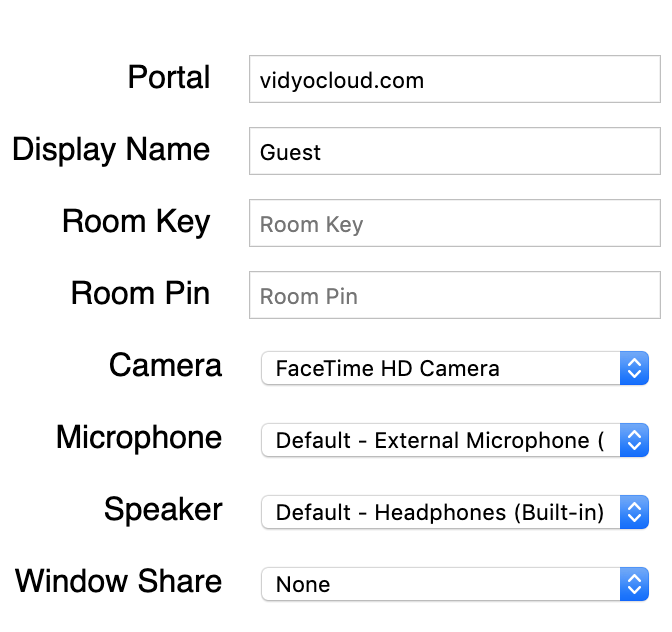 Portal vidyocloud.com
Display Name Guest
Room Key Room Key
Room Pin Room Pin
Camera FaceTime HD Camera
Microphone Default - External Microphone (
Speaker Default - Headphones (Built-in)
Window Share None